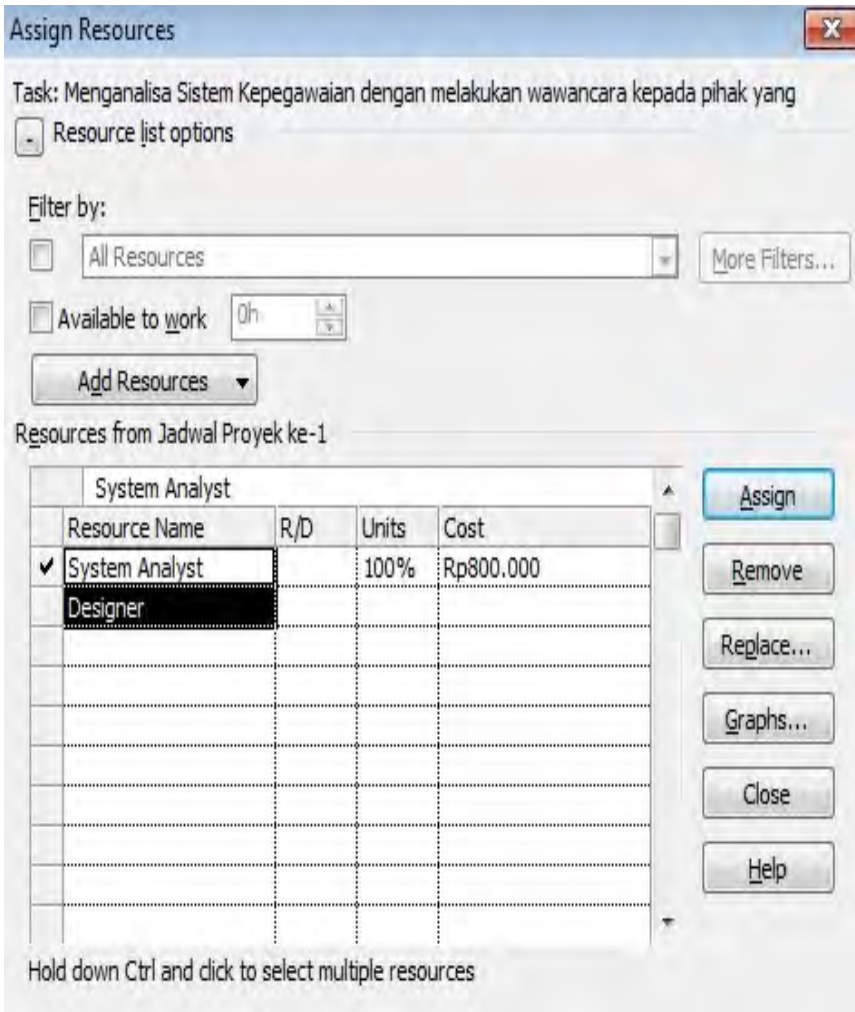 Assign Resources
Task: Menganalisa Sistem Kepegawaian dengan melakukan wawancara kepada pihak yang
- Resource list options
Filter by:
All Resources
More Filters...
Available to work 0h
Add Resources
Resources from Jadwal Proyek ke-1
System Analyst
Assign
Resource Name R/D Units Cost
System Analyst 100% Rp800.000
Remove
Designer
Replace...
Graphs...
Close
Help
Hold down Ctrl and click to select multiple resources